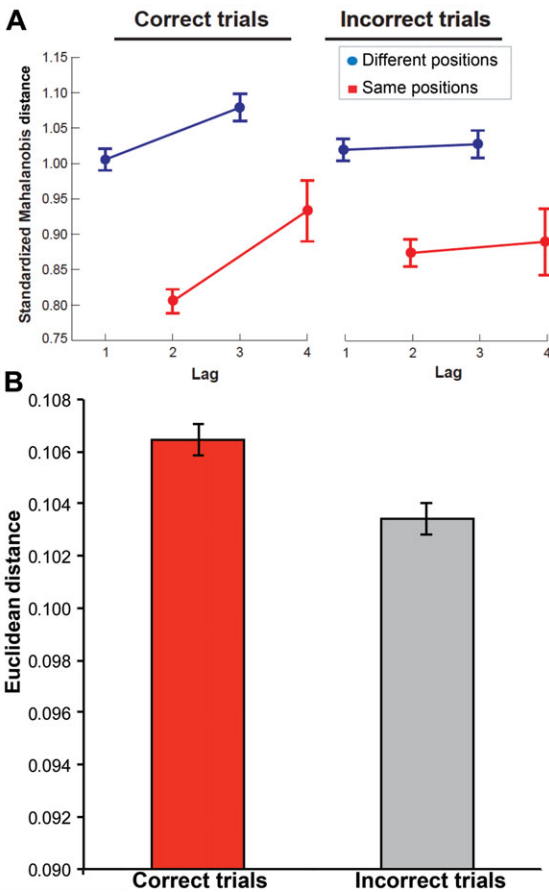 A
Correct trials
Incorrect trials
Different positions
Same positions
Standardized Mahalanobis distance
1.15
1.10
1.05
1.00
0.95
0.90
0.85
0.80
0.75
1 2 3 4
1 2 3 4
Lag
Lag
B
Euclidean distance
0.108
0.106
0.104
0.102
0.100
0.098
0.096
0.094
0.092
0.090
Correct trials
Incorrect trials